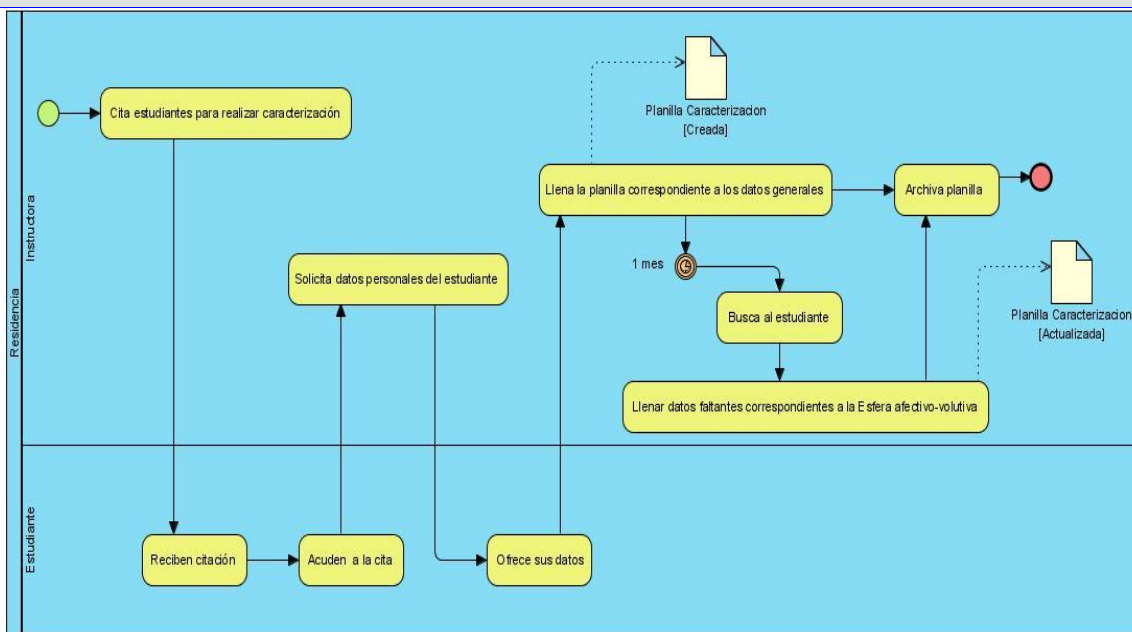 Residencia
Instructora
Estudiante
Cita estudiantes para realizar caracterización
Planilla Caracterizacion
[Creada]
Llena la planilla correspondiente a los datos generales
Archiva planilla
Solicita datos personales del estudiante
1 mes
Busca al estudiante
Planilla Caracterizacion
[Actualizada]
Llenar datos faltantes correspondientes a la Esfera afectivo-volutiva
Reciben citación
Acuden a la cita
Ofrece sus datos